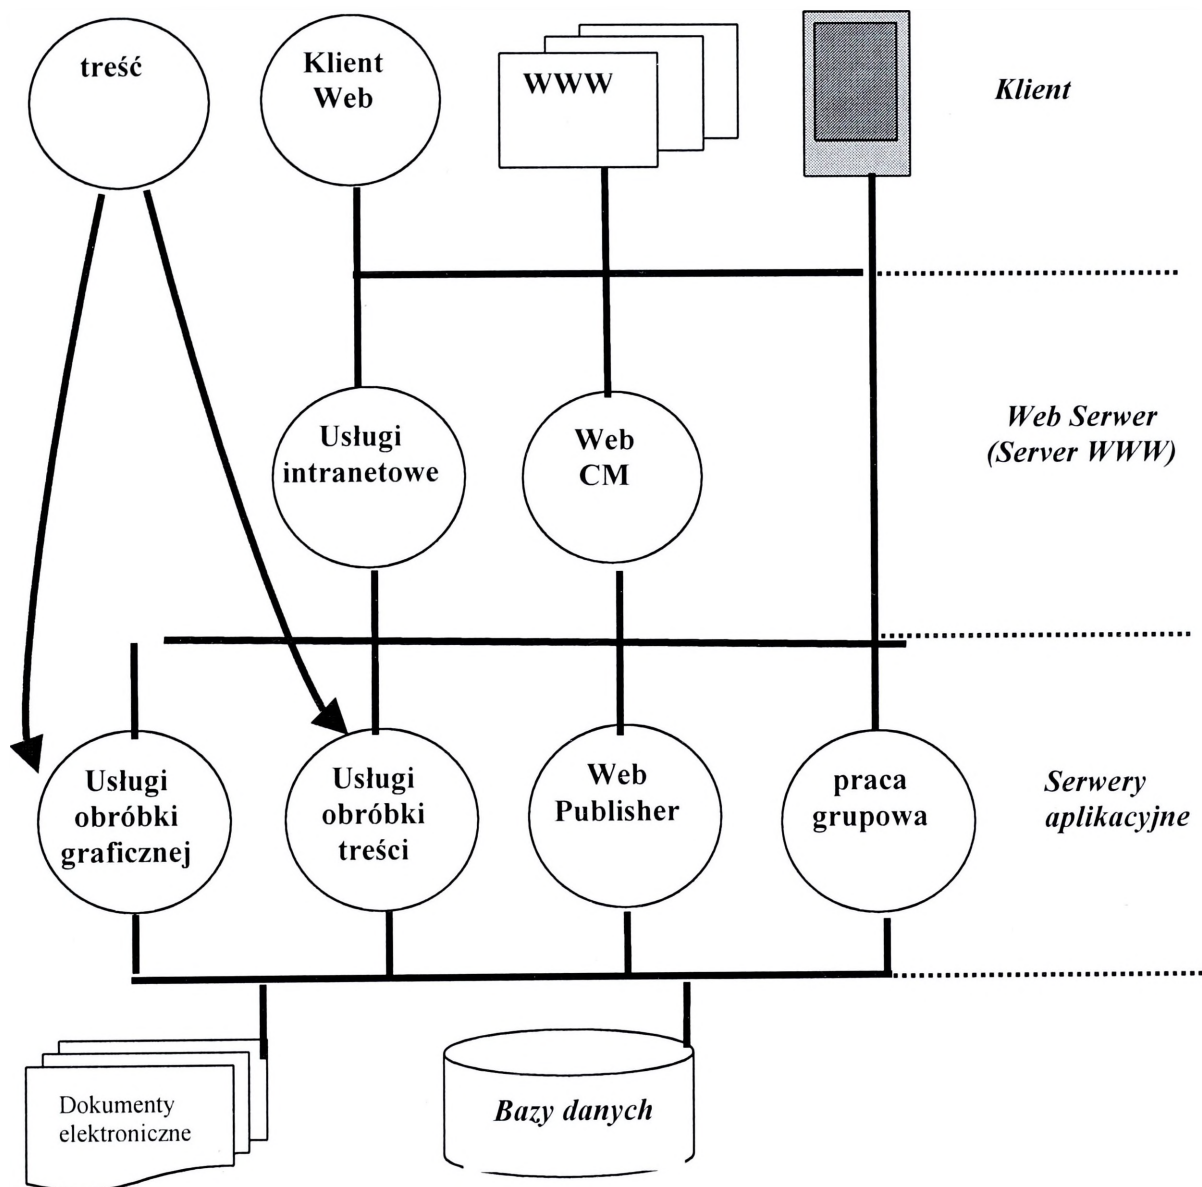 treść
Klient
Web
WWW
Klient
Usługi
intranetowe
Web
CM
Web Serwer
(Server WWW)
Usługi
obróbki
graficznej
Usługi
obróbki
treści
Web
Publisher
praca
grupowa
Serwery
aplikacyjne
Dokumenty
elektroniczne
Bazy danych